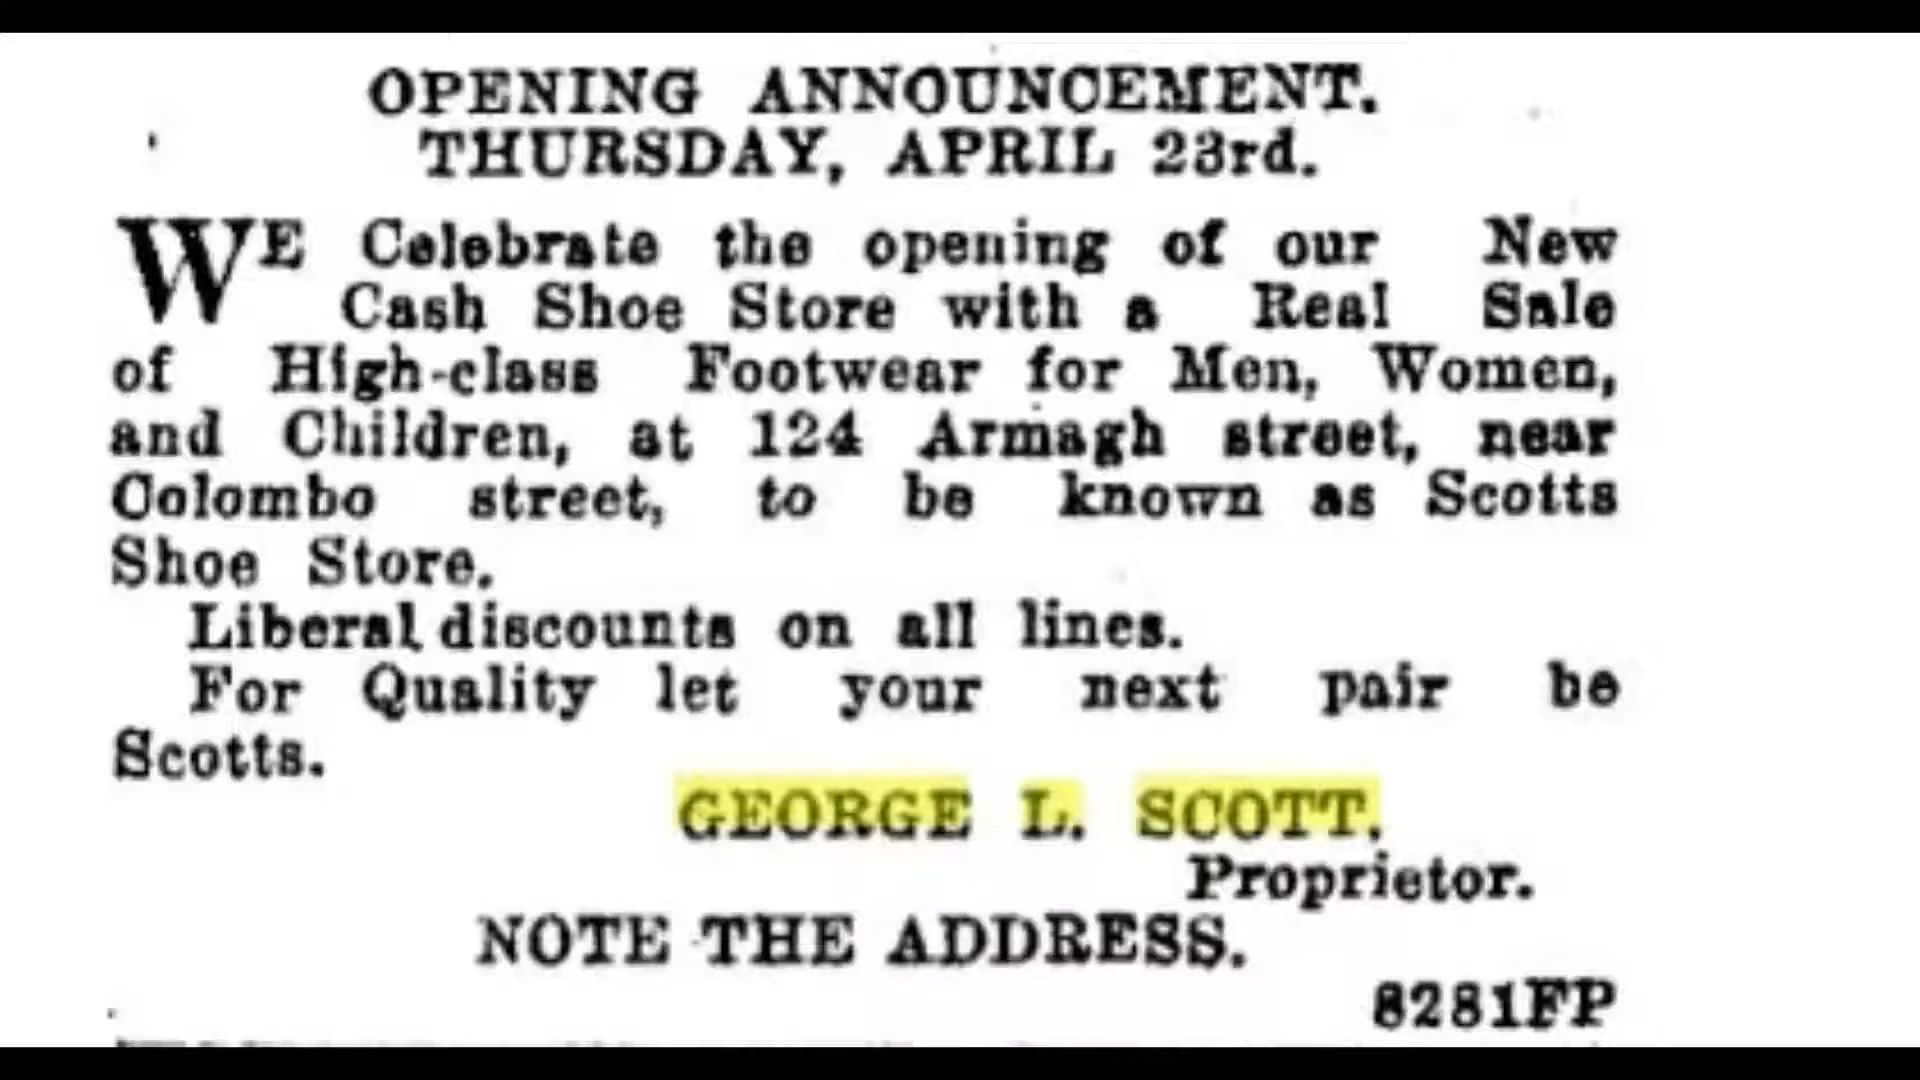 OPENING ANNOUNCEMENT.
THURSDAY, APRIL 23rd.
WE Celebrate the opening of our New
Cash Shoe Store with a Real Sale
of High-class Footwear for Men, Women,
and Children, at 124 Armagh street, near
Colombo street, to be known as Scotts
Shoe Store.
Liberal discounts on all lines.
For Quality let your next pair be
Scotts.
GEORGE L. SCOTT,
Proprietor.
NOTE THE ADDRESS.
8281FP